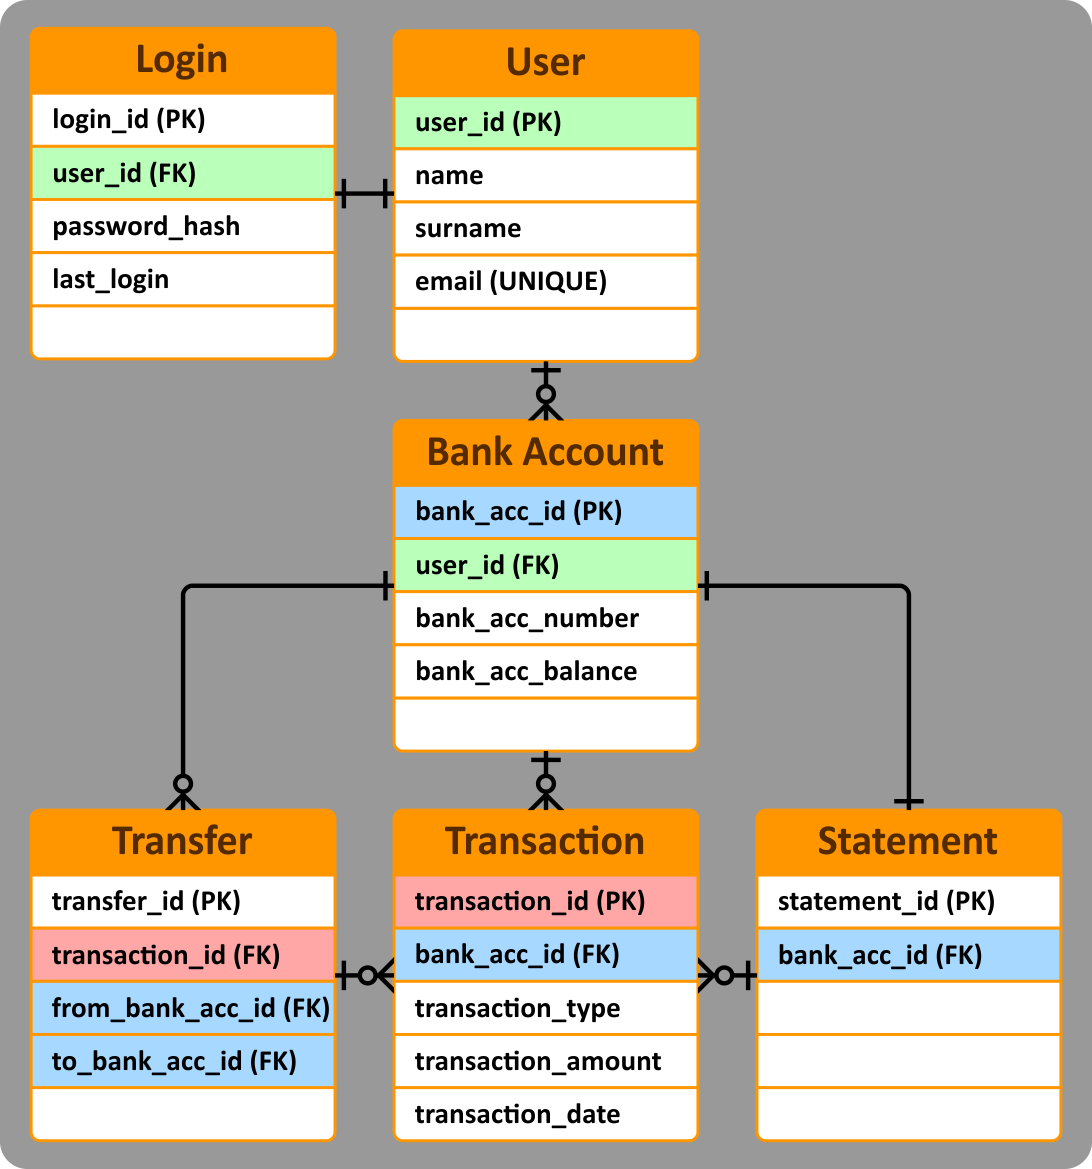 Login
login_id (PK)
user_id (FK)
password_hash
last_login
User
user_id (PK)
name
surname
email (UNIQUE)
Bank Account
bank_acc_id (PK)
user_id (FK)
bank_acc_number
bank_acc_balance
Transfer
transfer_id (PK)
transaction_id (FK)
from_bank_acc_id (FK)
to_bank_acc_id (FK)
Transaction
transaction_id (PK)
bank_acc_id (FK)
transaction_type
transaction_amount
transaction_date
Statement
statement_id (PK)
bank_acc_id (FK)